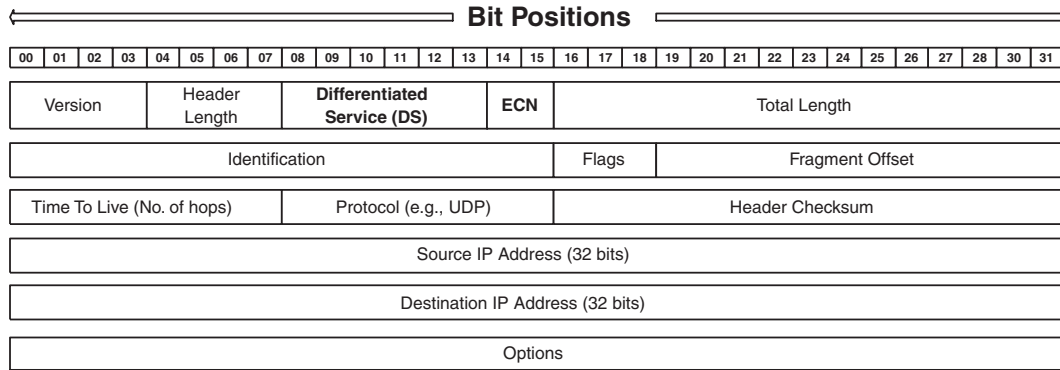 Bit Positions
00 01 02 03 04 05 06 07 08 09 10 11 12 13 14 15 16 17 18 19 20 21 22 23 24 25 26 27 28 30 31
Version
Header
Length
Differentiated
Service (DS)
ECN
Total Length
Identification
Flags
Fragment Offset
Time To Live (No. of hops)
Protocol (e.g., UDP)
Header Checksum
Source IP Address (32 bits)
Destination IP Address (32 bits)
Options